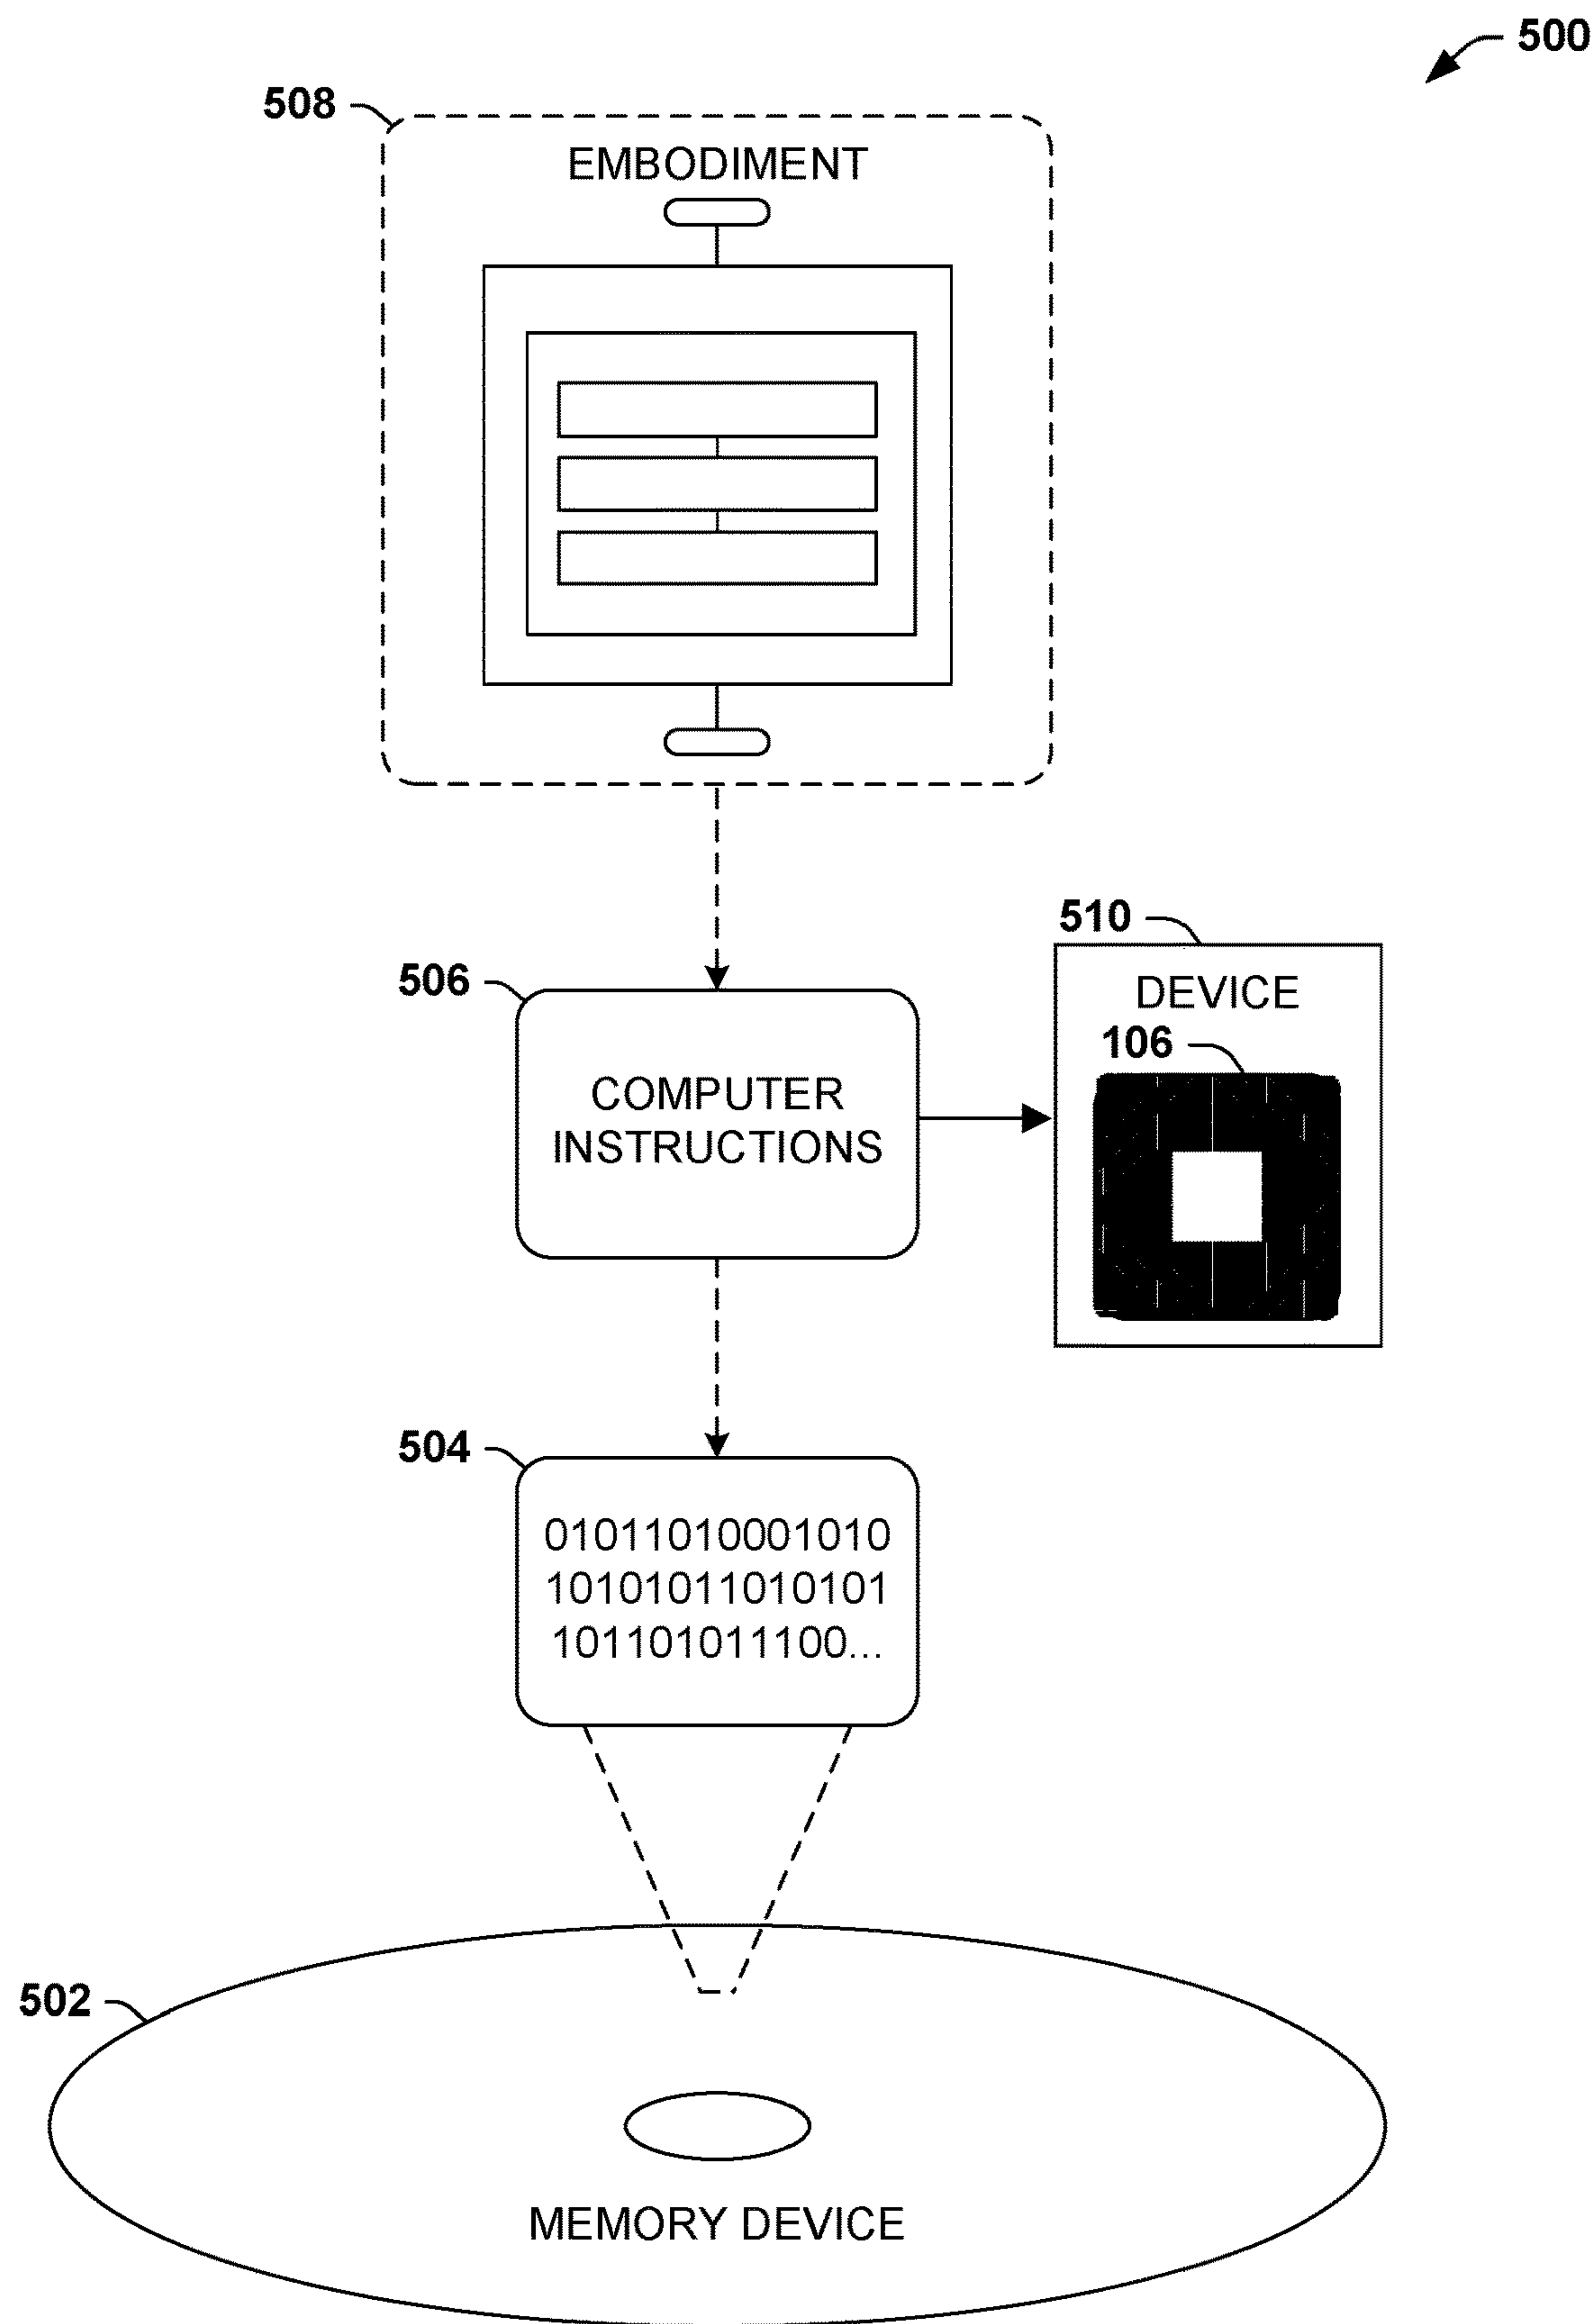 500
508
EMBODIMENT
510
506
DEVICE
106
COMPUTER
INSTRUCTIONS
504
01011010001010
10101011010101
101101011100...
502
MEMORY DEVICE